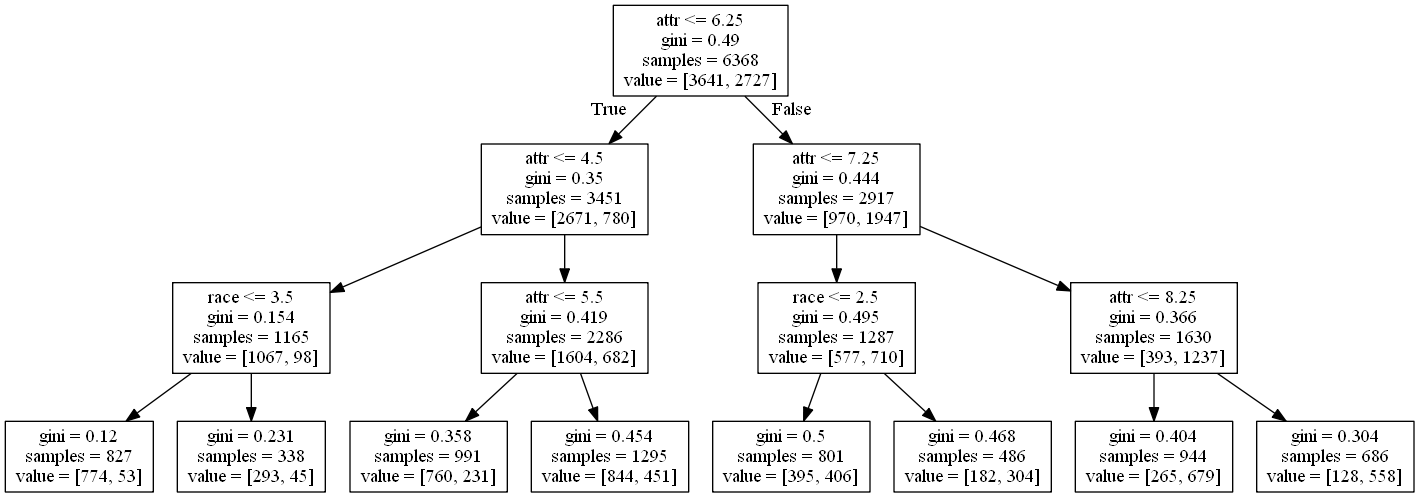 attr <= 6.25
gini = 0.49
samples = 6368
value = [3641, 2727]
True
False
attr <= 4.5
gini = 0.35
samples = 3451
value = [2671, 780]
attr <= 7.25
gini = 0.444
samples = 2917
value = [970, 1947]
race <= 3.5
gini = 0.154
samples = 1165
value = [1067, 98]
attr <= 5.5
gini = 0.419
samples = 2286
value = [1604, 682]
race <= 2.5
gini = 0.495
samples = 1287
value = [577, 710]
attr <= 8.25
gini = 0.366
samples = 1630
value = [393, 1237]
gini = 0.12
samples = 827
value = [774, 53]
gini = 0.231
samples = 338
value = [293, 45]
gini = 0.358
samples = 991
value = [760, 231]
gini = 0.454
samples = 1295
value = [844, 451]
gini = 0.5
samples = 801
value = [395, 406]
gini = 0.468
samples = 486
value = [182, 304]
gini = 0.404
samples = 944
value = [265, 679]
gini = 0.304
samples = 686
value = [128, 558]